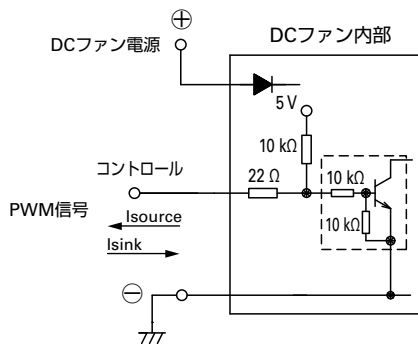 ⊕
DCファン電源
DCファン内部
5 V
10 kΩ
コントロール
22 Ω
10 kΩ
PWM信号
Isource
10 kΩ
Isink
⊖